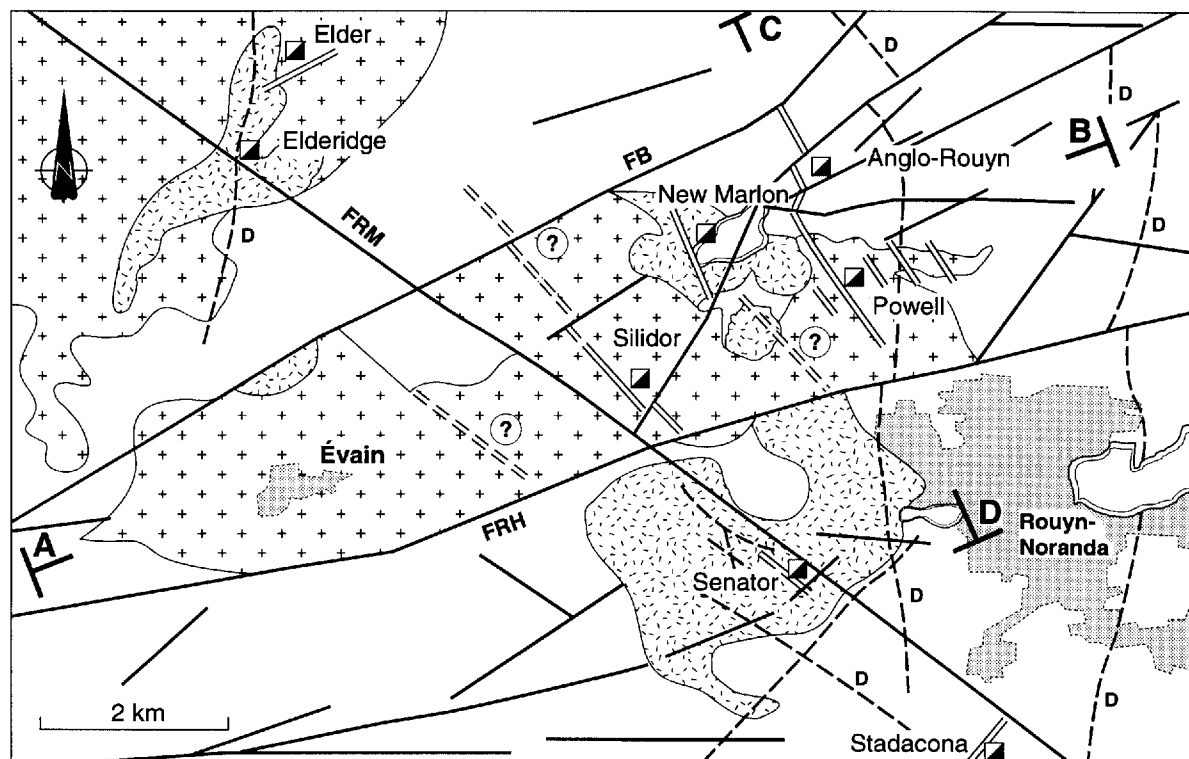 Elder
C
D
D
Elderidge
FB
Anglo-Rouyn
B
N
New Marlon
FRM
D
D
?
Powell
Silidor
?
Évain
?
A
FRH
D
Rouyn-
Noranda
Senator
D
D
D
2 km
Stadacona